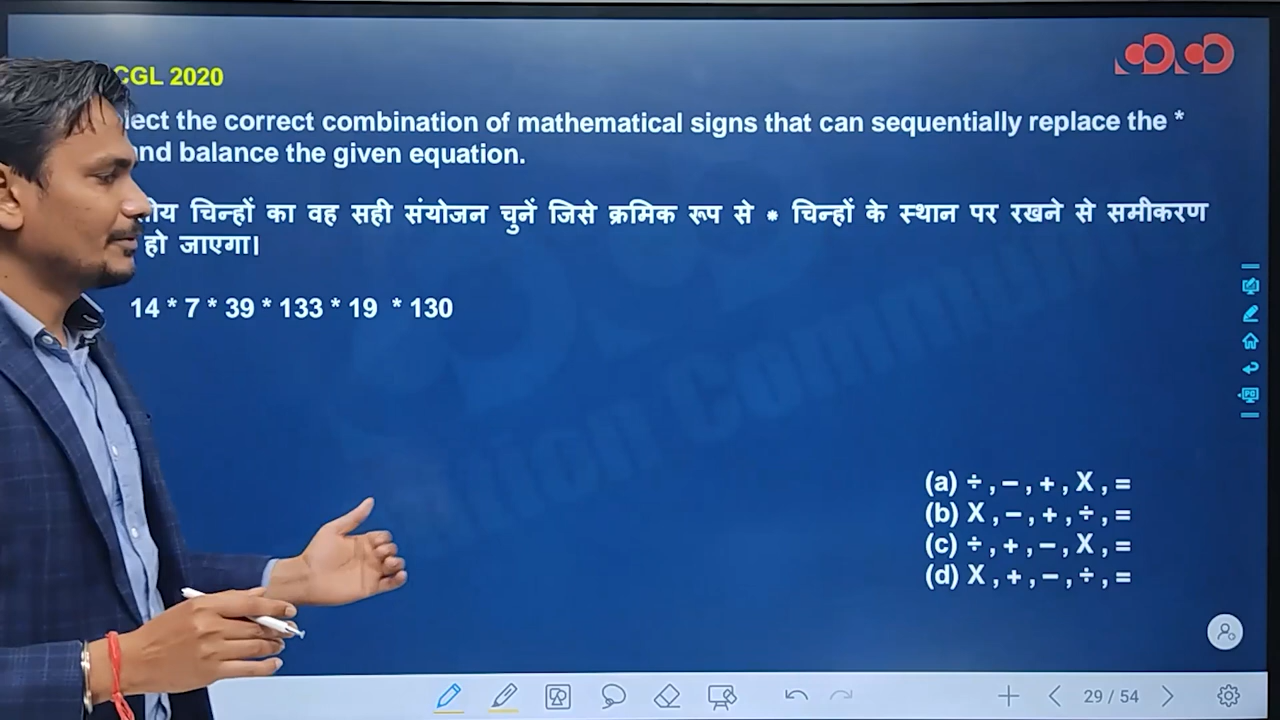 CGL 2020
lect the correct combination of mathematical signs that can sequentially replace the *
and balance the given equation.
चिन्हों का वह सही संयोजन चुनें जिसे क्रमिक रूप से * चिन्हों के स्थान पर रखने से समीकरण
हो जाएगा।
14 * 7 * 39 * 133 * 19 * 130
(a) ÷ , – , + , X , =
(b) X , – , + , ÷ , =
(c) ÷ , + , – , X , =
(d) X , + , – , ÷ , =
29 / 54